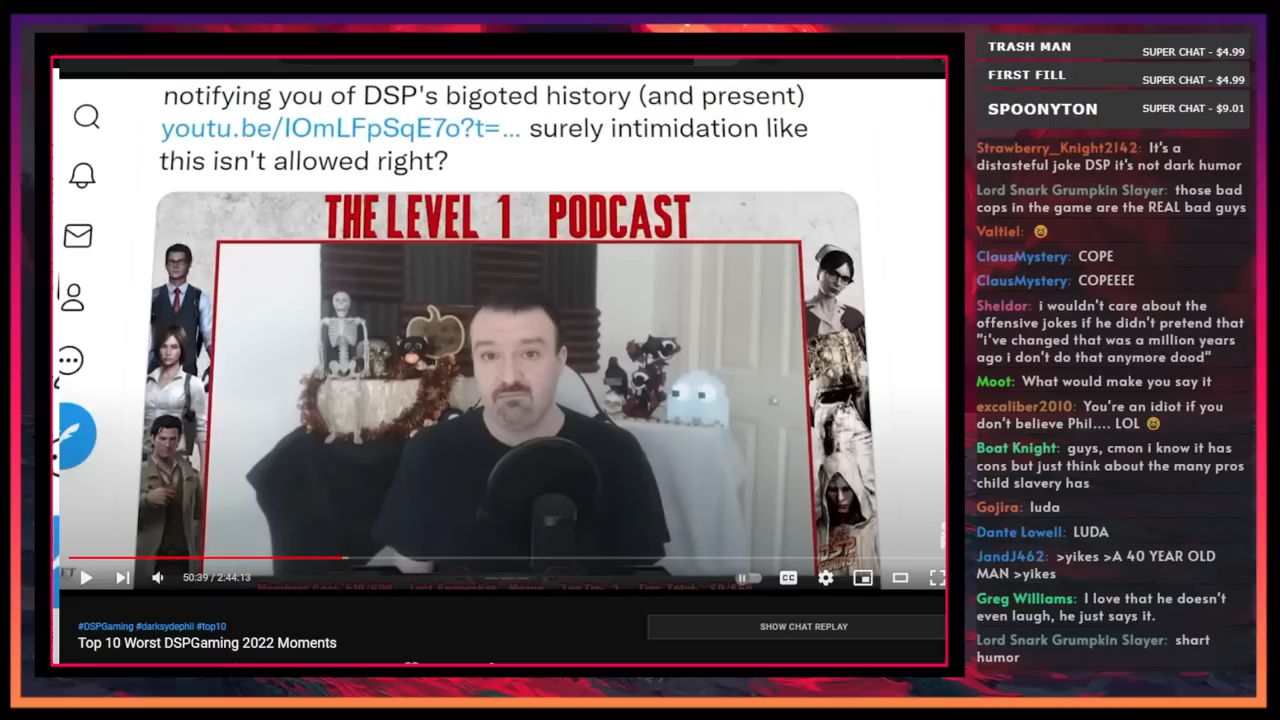 notifying you of DSP's bigoted history (and present)
youtu.be/IOmLFpSqE7o?t=... surely intimidation like
this isn't allowed right?
THE LEVEL 1 PODCAST
50:39 / 2:44:13
CC
#DSPGaming #darksydephil #top10
Top 10 Worst DSPGaming 2022 Moments
SHOW CHAT REPLAY
TRASH MAN SUPER CHAT - $4.99
FIRST FILL SUPER CHAT - $4.99
SPOONYTON SUPER CHAT - $9.01
Strawberry_Knight2142: It's a
distasteful joke DSP it's not dark humor
Lord Snark Grumpkin Slayer: those bad
cops in the game are the REAL bad guys
Valtiel:
ClausMystery: COPE
ClausMystery: COPEEEE
Sheldor: i wouldn't care about the
offensive jokes if he didn't pretend that
"i've changed that was a million years
ago i don't do that anymore dood"
Moot: What would make you say it
excaliber2010: You're an idiot if you
don't believe Phil.... LOL
Boat Knight: guys, cmon i know it has
cons but just think about the many pros
child slavery has
Gojira: luda
Dante Lowell: LUDA
JandJ462: >yikes >A 40 YEAR OLD
MAN >yikes
Greg Williams: I love that he doesn't
even laugh, he just says it.
Lord Snark Grumpkin Slayer: shart
humor